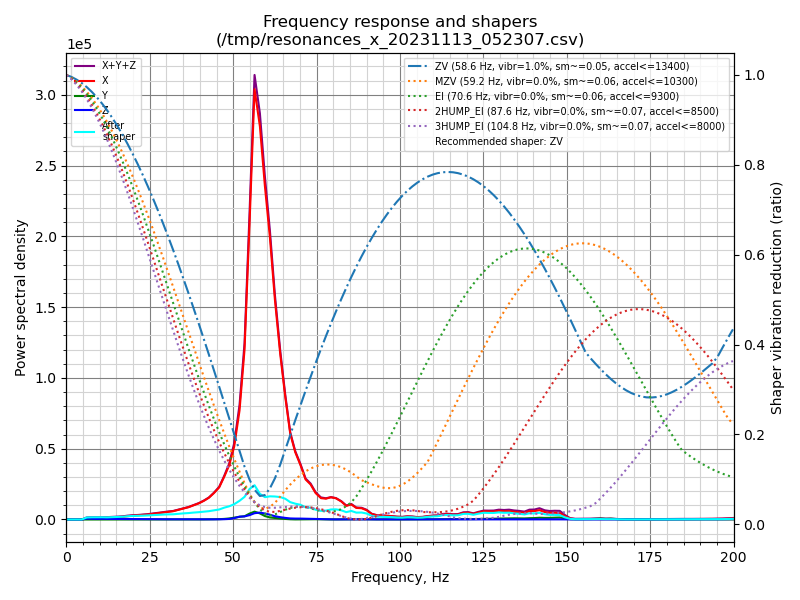 Frequency response and shapers
(/tmp/resonances_x_20231113_052307.csv)
1e5
X+Y+Z
X
Y
Z
After
shaper
ZV (58.6 Hz, vibr=1.0%, sm~=0.05, accel<=13400)
MZV (59.2 Hz, vibr=0.0%, sm~=0.06, accel<=10300)
EI (70.6 Hz, vibr=0.0%, sm~=0.06, accel<=9300)
2HUMP_EI (87.6 Hz, vibr=0.0%, sm~=0.07, accel<=8500)
3HUMP_EI (104.8 Hz, vibr=0.0%, sm~=0.07, accel<=8000)
Recommended shaper: ZV
Power spectral density
3.0
2.5
2.0
1.5
1.0
0.5
0.0
Shaper vibration reduction (ratio)
1.0
0.8
0.6
0.4
0.2
0.0
0 25 50 75 100 125 150 175 200
Frequency, Hz